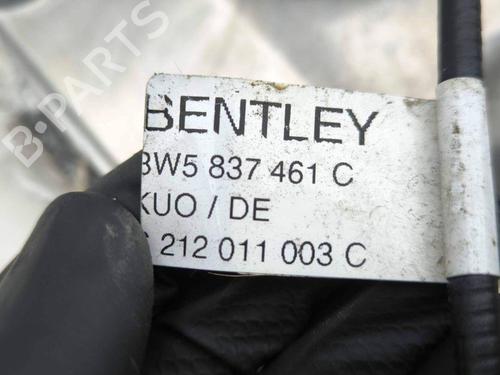 BENTLEY
3W5 837 461 C
KUO / DE
212 011 003 C
B-PARTS